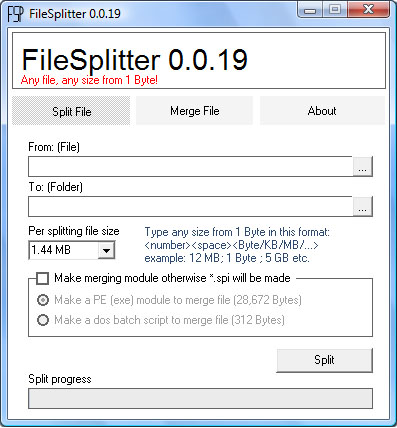 FSP FileSplitter 0.0.19
FileSplitter 0.0.19
Any file, any size from 1 Byte!
Split File Merge File About
From: (File)
...
To: (Folder)
...
Per splitting file size
1.44 MB
Type any size from 1 Byte in this format:
<number><space><Byte/KB/MB/...>
example: 12 MB; 1 Byte ; 5 GB etc.
Make merging module otherwise *.spi will be made
Make a PE (exe) module to merge file (28,672 Bytes)
Make a dos batch script to merge file (312 Bytes)
Split
Split progress